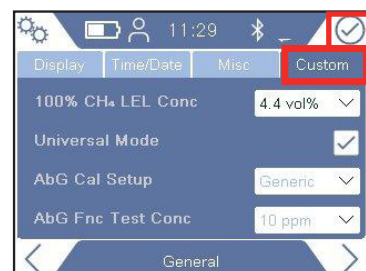 11:29
Display Time/Date Misc Custom
100% CH₄ LEL Conc 4.4 vol%
Universal Mode
AbG Cal Setup Generic
AbG Fnc Test Conc 10 ppm
General